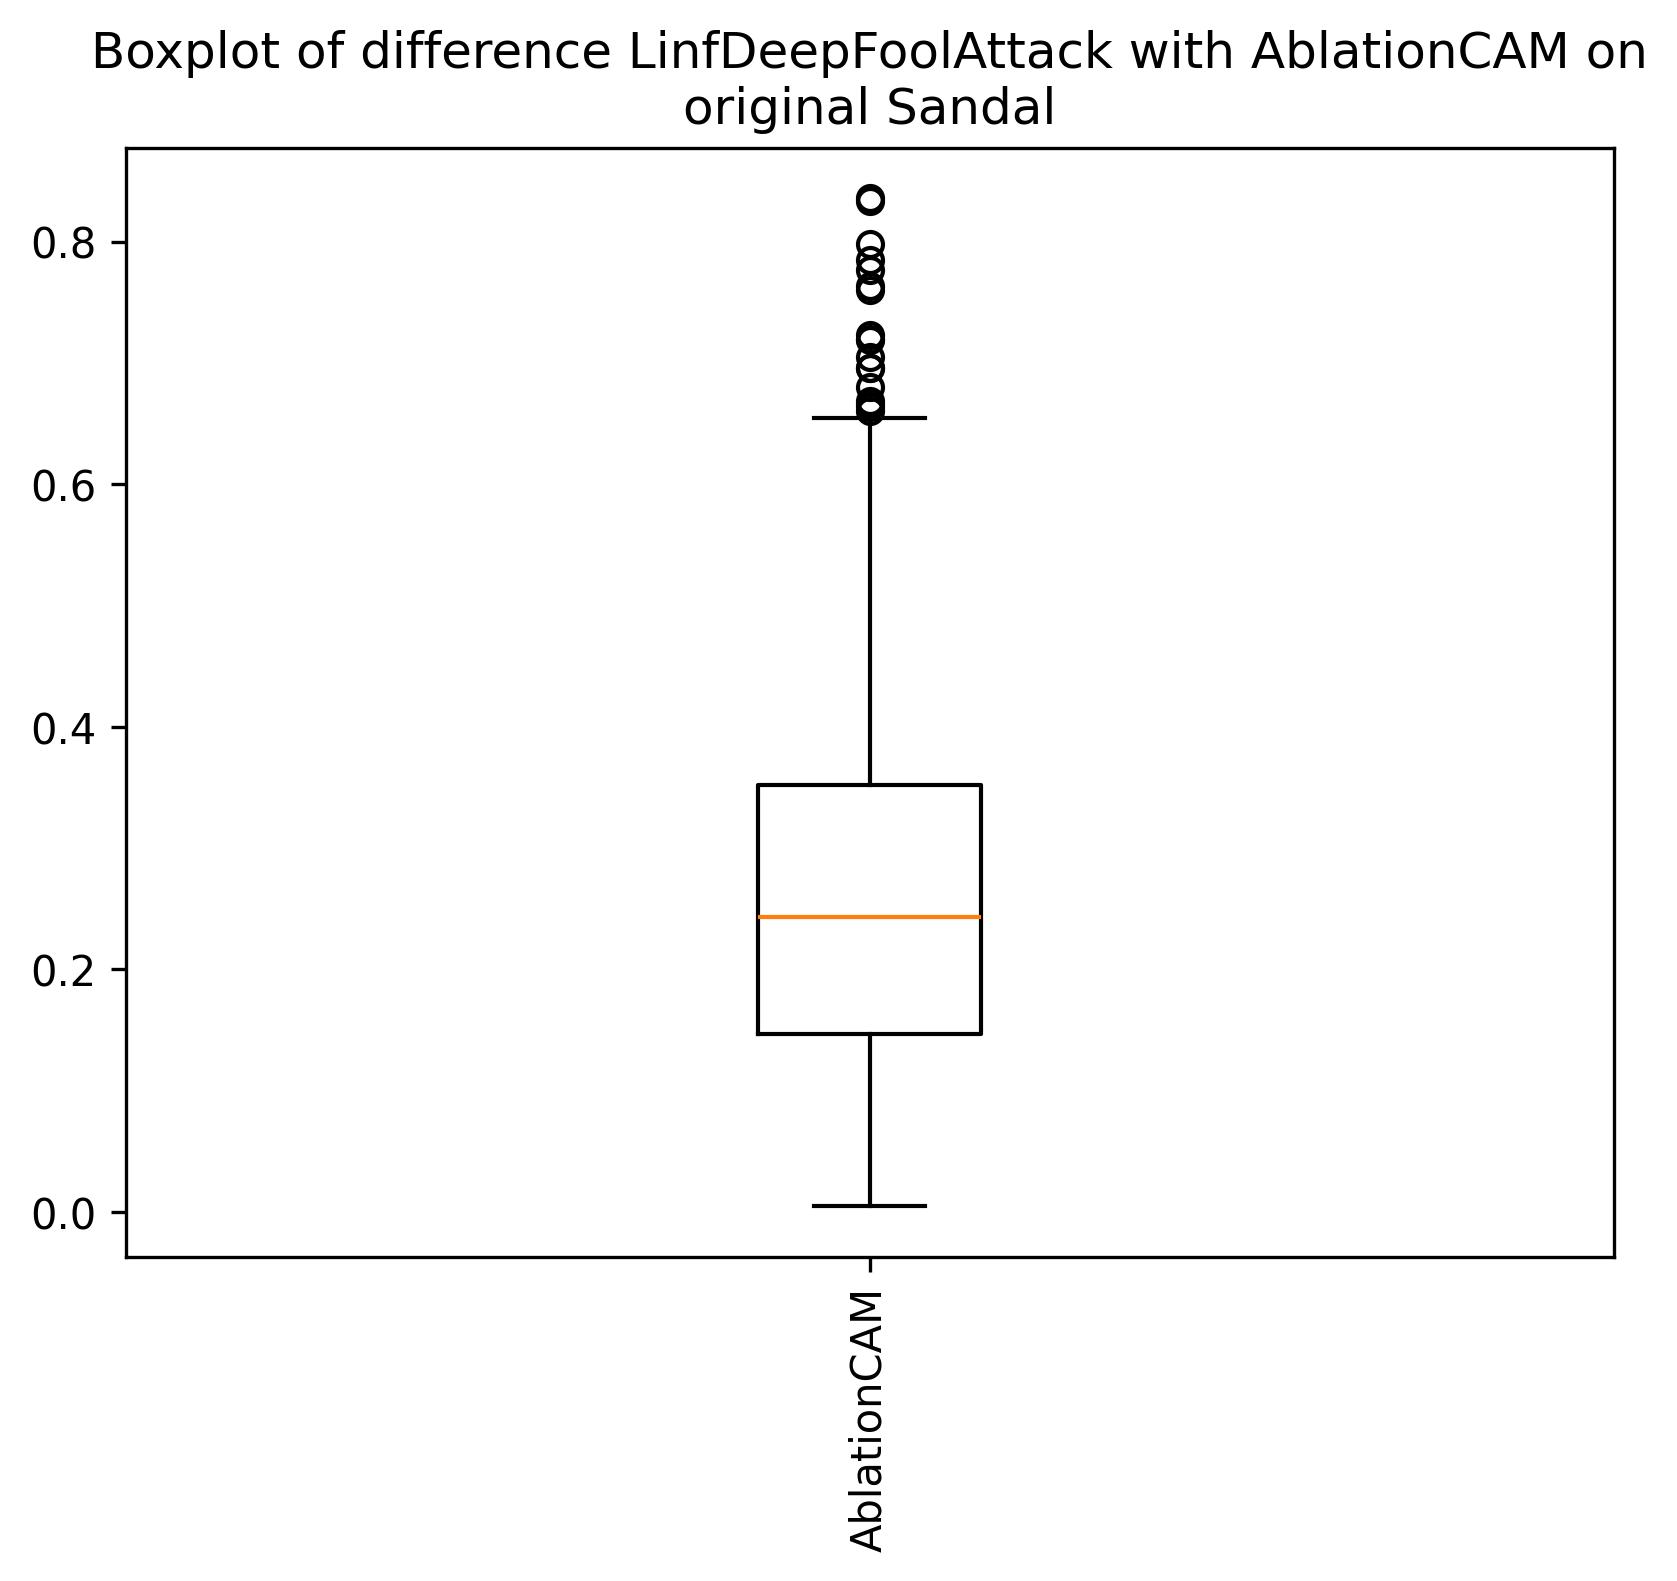 Boxplot of difference LinfDeepFoolAttack with AblationCAM on
original Sandal
0.8
0.6
0.4
0.2
0.0
AblationCAM